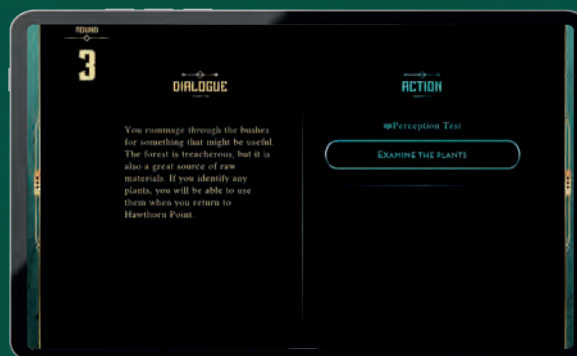 ROUND
3
DIALOGUE
You rummage through the bushes
for something that might be useful.
The forest is treacherous, but it is
also a great source of raw
materials. If you identify any
plants, you will be able to use
them when you return to
Hawthorn Point.
ACTION
Perception Test
EXAMINE THE PLANTS